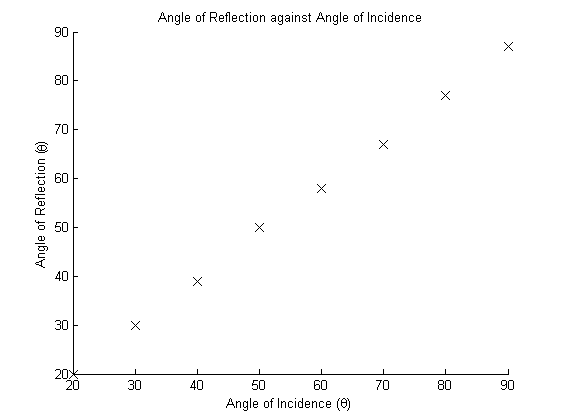 Angle of Reflection against Angle of Incidence
90
80
70
60
50
40
30
20
Angle of Reflection (θ)
20 30 40 50 60 70 80 90
Angle of Incidence (θ)